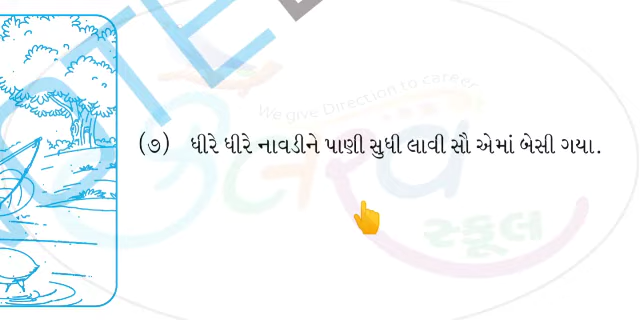 We give Direction to career
(૭) ધીરે ધીરે નાવડીને પાણી સુધી લાવી સૌ એમાં બેસી ગયા.
સ્કૂલ